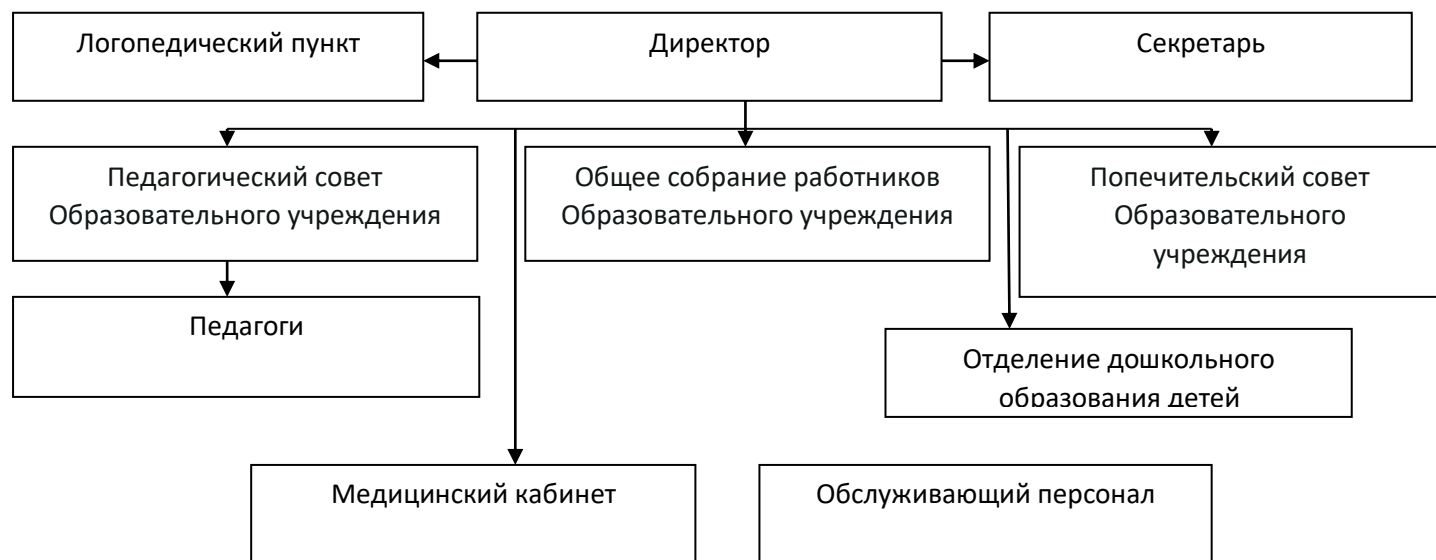 Логопедический пункт
Директор
Секретарь
Педагогический совет
Образовательного учреждения
Общее собрание работников
Образовательного учреждения
Попечительский совет
Образовательного
учреждения
Педагоги
Отделение дошкольного
образования детей
Медицинский кабинет
Обслуживающий персонал